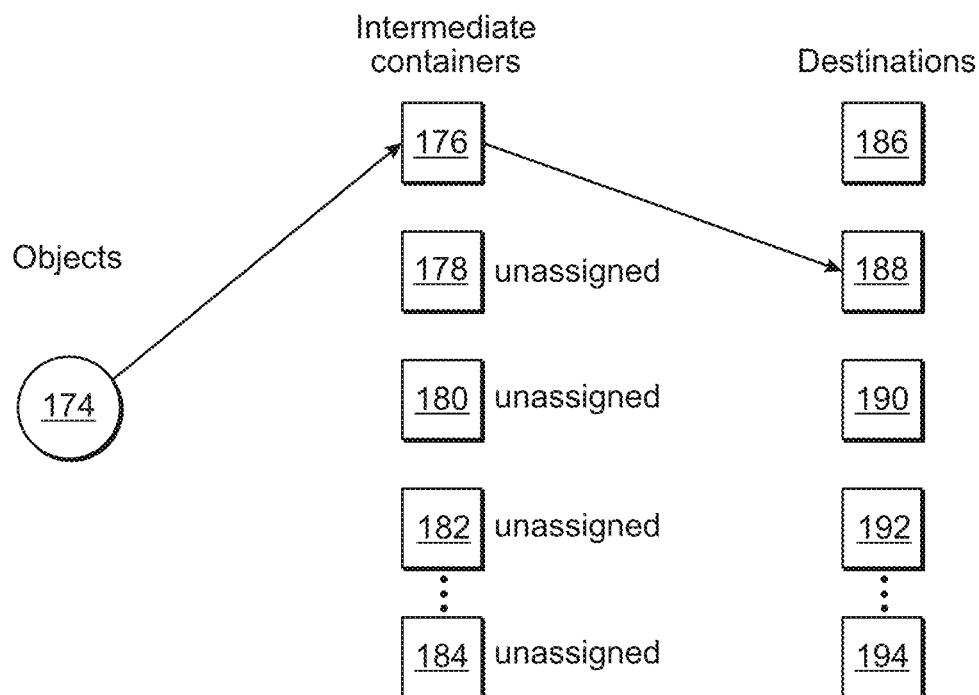 Intermediate
containers
Destinations
176
186
Objects
178 unassigned
188
174
180 unassigned
190
182 unassigned
192
184 unassigned
194